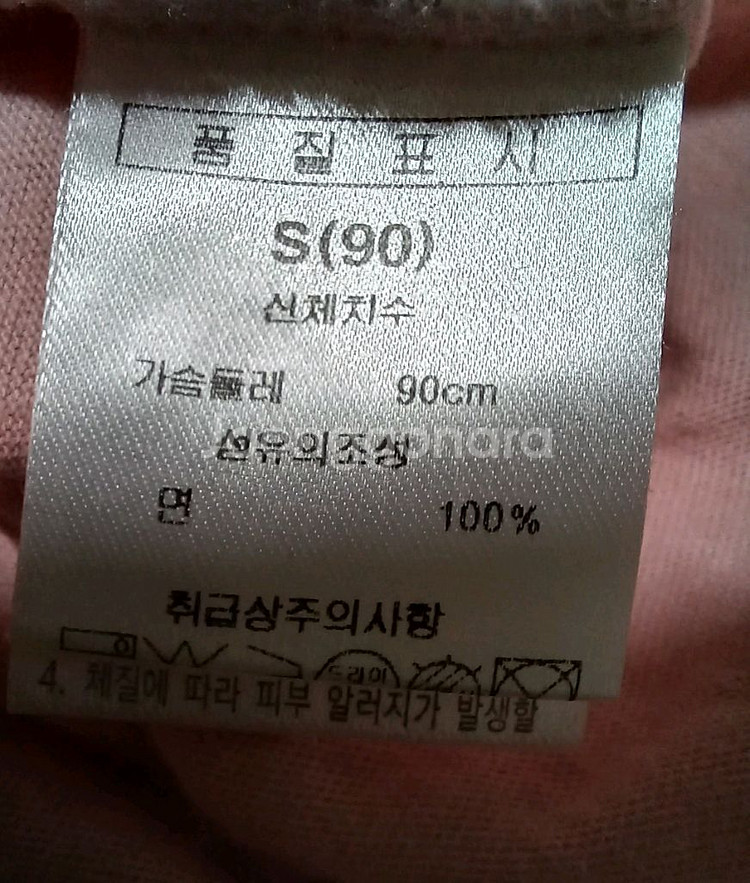 품 질 표 시
S(90)
신체치수
가슴둘레 90cm
섬유의조성
면 100%
취급상주의사항
드라이
4. 체질에 따라 피부 알러지가 발생할